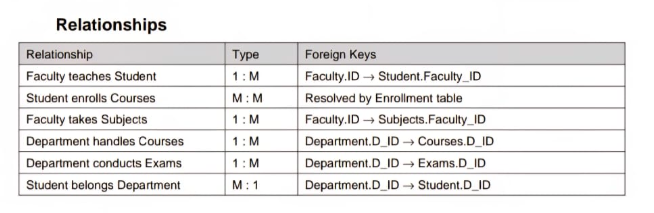 Relationships
Relationship Type Foreign Keys
Faculty teaches Student 1 : M Faculty.ID → Student.Faculty_ID
Student enrolls Courses M : M Resolved by Enrollment table
Faculty takes Subjects 1 : M Faculty.ID → Subjects.Faculty_ID
Department handles Courses 1 : M Department.D_ID → Courses.D_ID
Department conducts Exams 1 : M Department.D_ID → Exams.D_ID
Student belongs Department M : 1 Department.D_ID → Student.D_ID